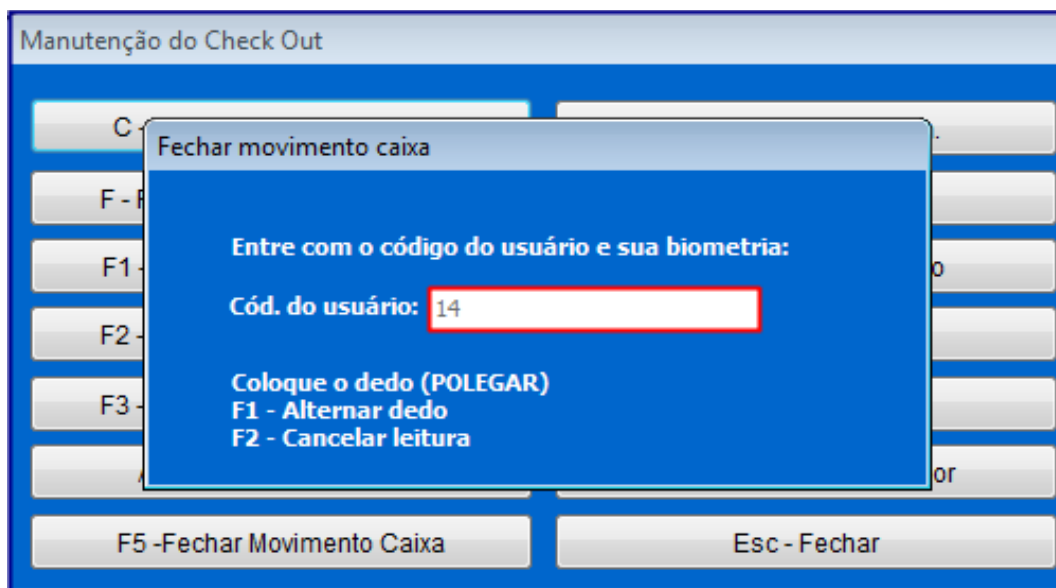 Manutenção do Check Out
C -
.
Fechar movimento caixa
F -
F1 -
o
F2 -
F3 -
or
Entre com o código do usuário e sua biometria:
Cód. do usuário: 14
Coloque o dedo (POLEGAR)
F1 - Alternar dedo
F2 - Cancelar leitura
F5 -Fechar Movimento Caixa
Esc - Fechar